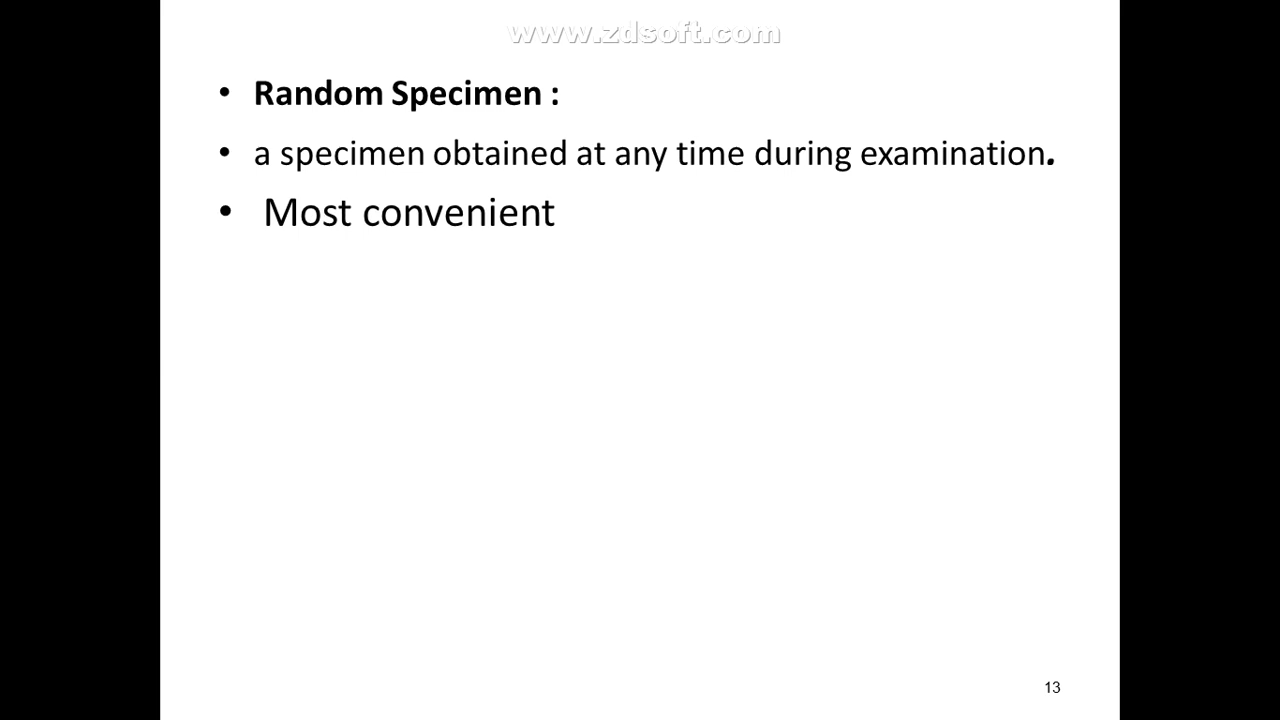 www.zdsoft.com
• Random Specimen :
• a specimen obtained at any time during examination.
• Most convenient
13